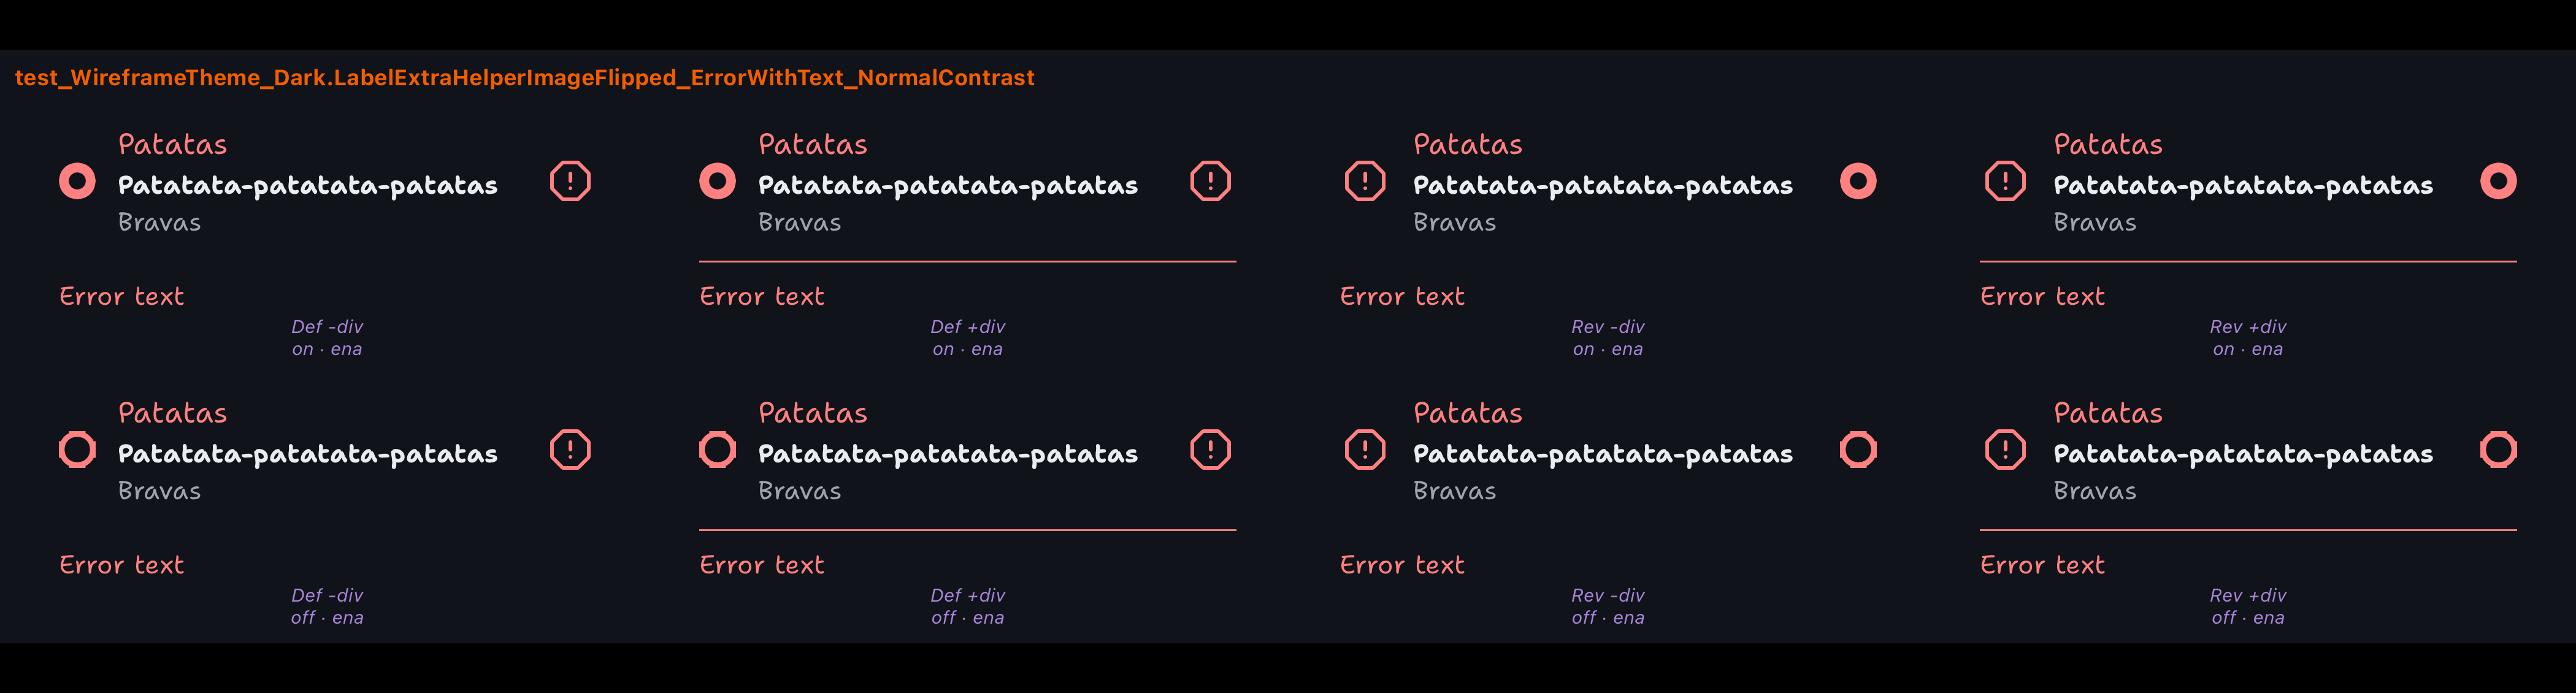 test_WireframeTheme_Dark.LabelExtraHelperImageFlipped_ErrorWithText_NormalContrast
Patatas
Patatata-patatata-patatas
Bravas
Error text
Def -div
on · ena
Patatas
Patatata-patatata-patatas
Bravas
Error text
Def +div
on · ena
Patatas
Patatata-patatata-patatas
Bravas
Error text
Rev -div
on · ena
Patatas
Patatata-patatata-patatas
Bravas
Error text
Rev +div
on · ena
Patatas
Patatata-patatata-patatas
Bravas
Error text
Def -div
off · ena
Patatas
Patatata-patatata-patatas
Bravas
Error text
Def +div
off · ena
Patatas
Patatata-patatata-patatas
Bravas
Error text
Rev -div
off · ena
Patatas
Patatata-patatata-patatas
Bravas
Error text
Rev +div
off · ena